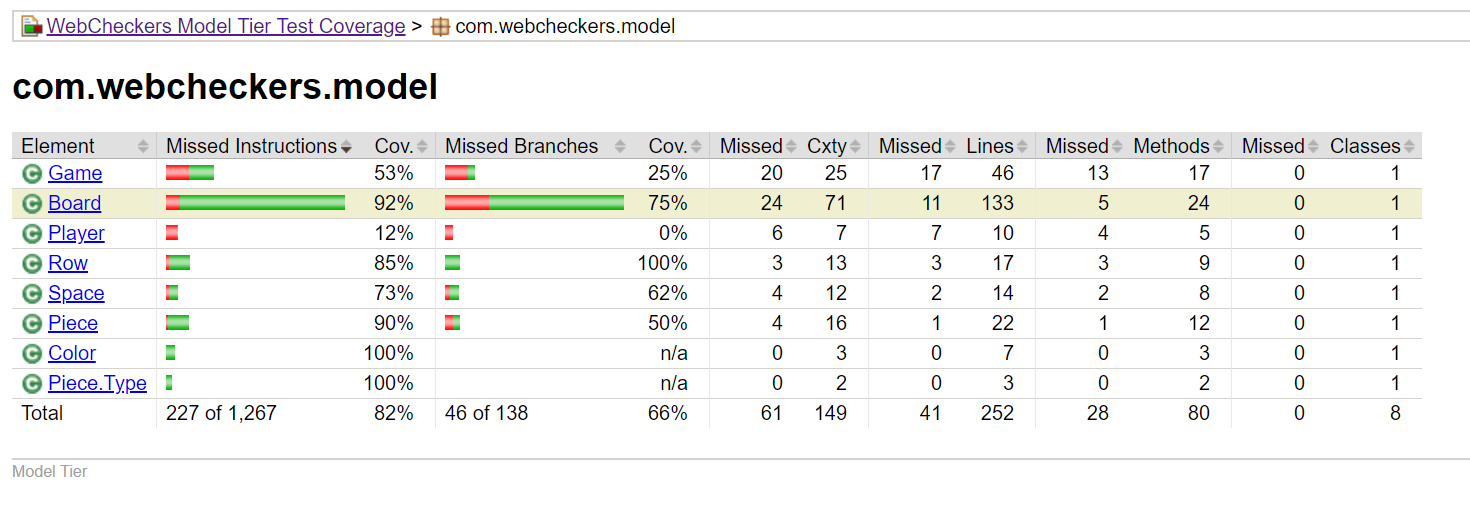 WebCheckers Model Tier Test Coverage > com.webcheckers.model
com.webcheckers.model
Element Missed Instructions Cov. Missed Branches Cov. Missed Cxty Missed Lines Missed Methods Missed Classes
C Game 53% 25% 20 25 17 46 13 17 0 1
C Board 92% 75% 24 71 11 133 5 24 0 1
C Player 12% 0% 6 7 7 10 4 5 0 1
C Row 85% 100% 3 13 3 17 3 9 0 1
C Space 73% 62% 4 12 2 14 2 8 0 1
C Piece 90% 50% 4 16 1 22 1 12 0 1
C Color 100% n/a 0 3 0 7 0 3 0 1
C Piece.Type 100% n/a 0 2 0 3 0 2 0 1
Total 227 of 1,267 82% 46 of 138 66% 61 149 41 252 28 80 0 8
Model Tier